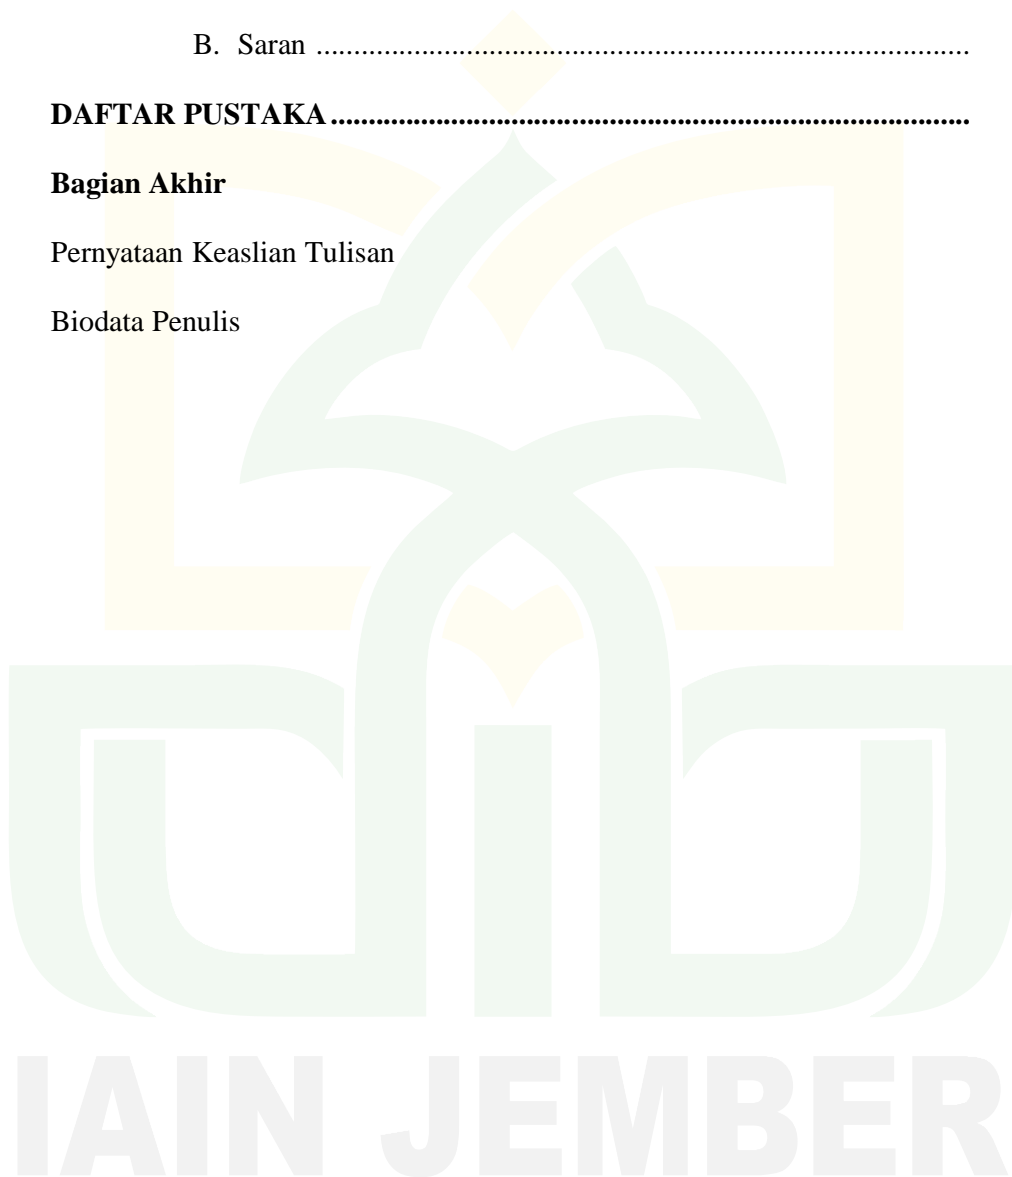 B. Saran .......................................................................................
DAFTAR PUSTAKA .....................................................................................
Bagian Akhir
Pernyataan Keaslian Tulisan
Biodata Penulis
IAIN JEMBER